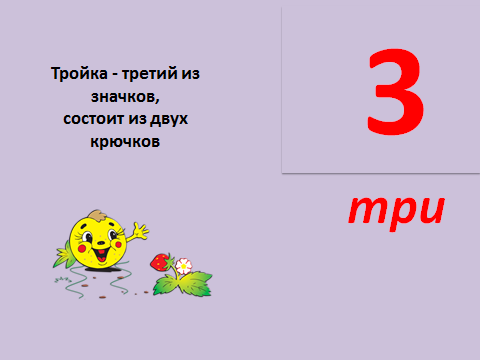 Тройка - третий из
значков,
состоит из двух
крючков
3
три